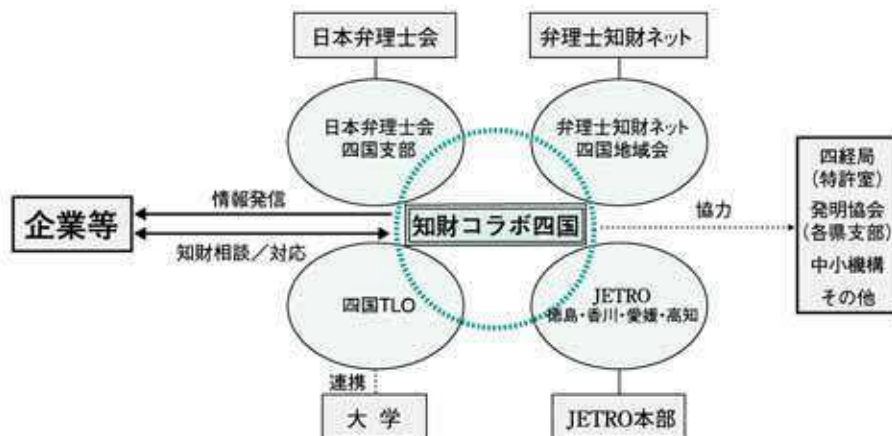 日本弁理士会
弁理士知財ネット
日本弁理士会
四国支部
弁理士知財ネット
四国地域会
四経局
(特許室)
発明協会
(各県支部)
中小機構
その他
情報発信
企業等
知財コラボ四国
協力
知財相談／対応
四国TLO
JETRO
徳島・香川・愛媛・高知
連携
大 学
JETRO本部